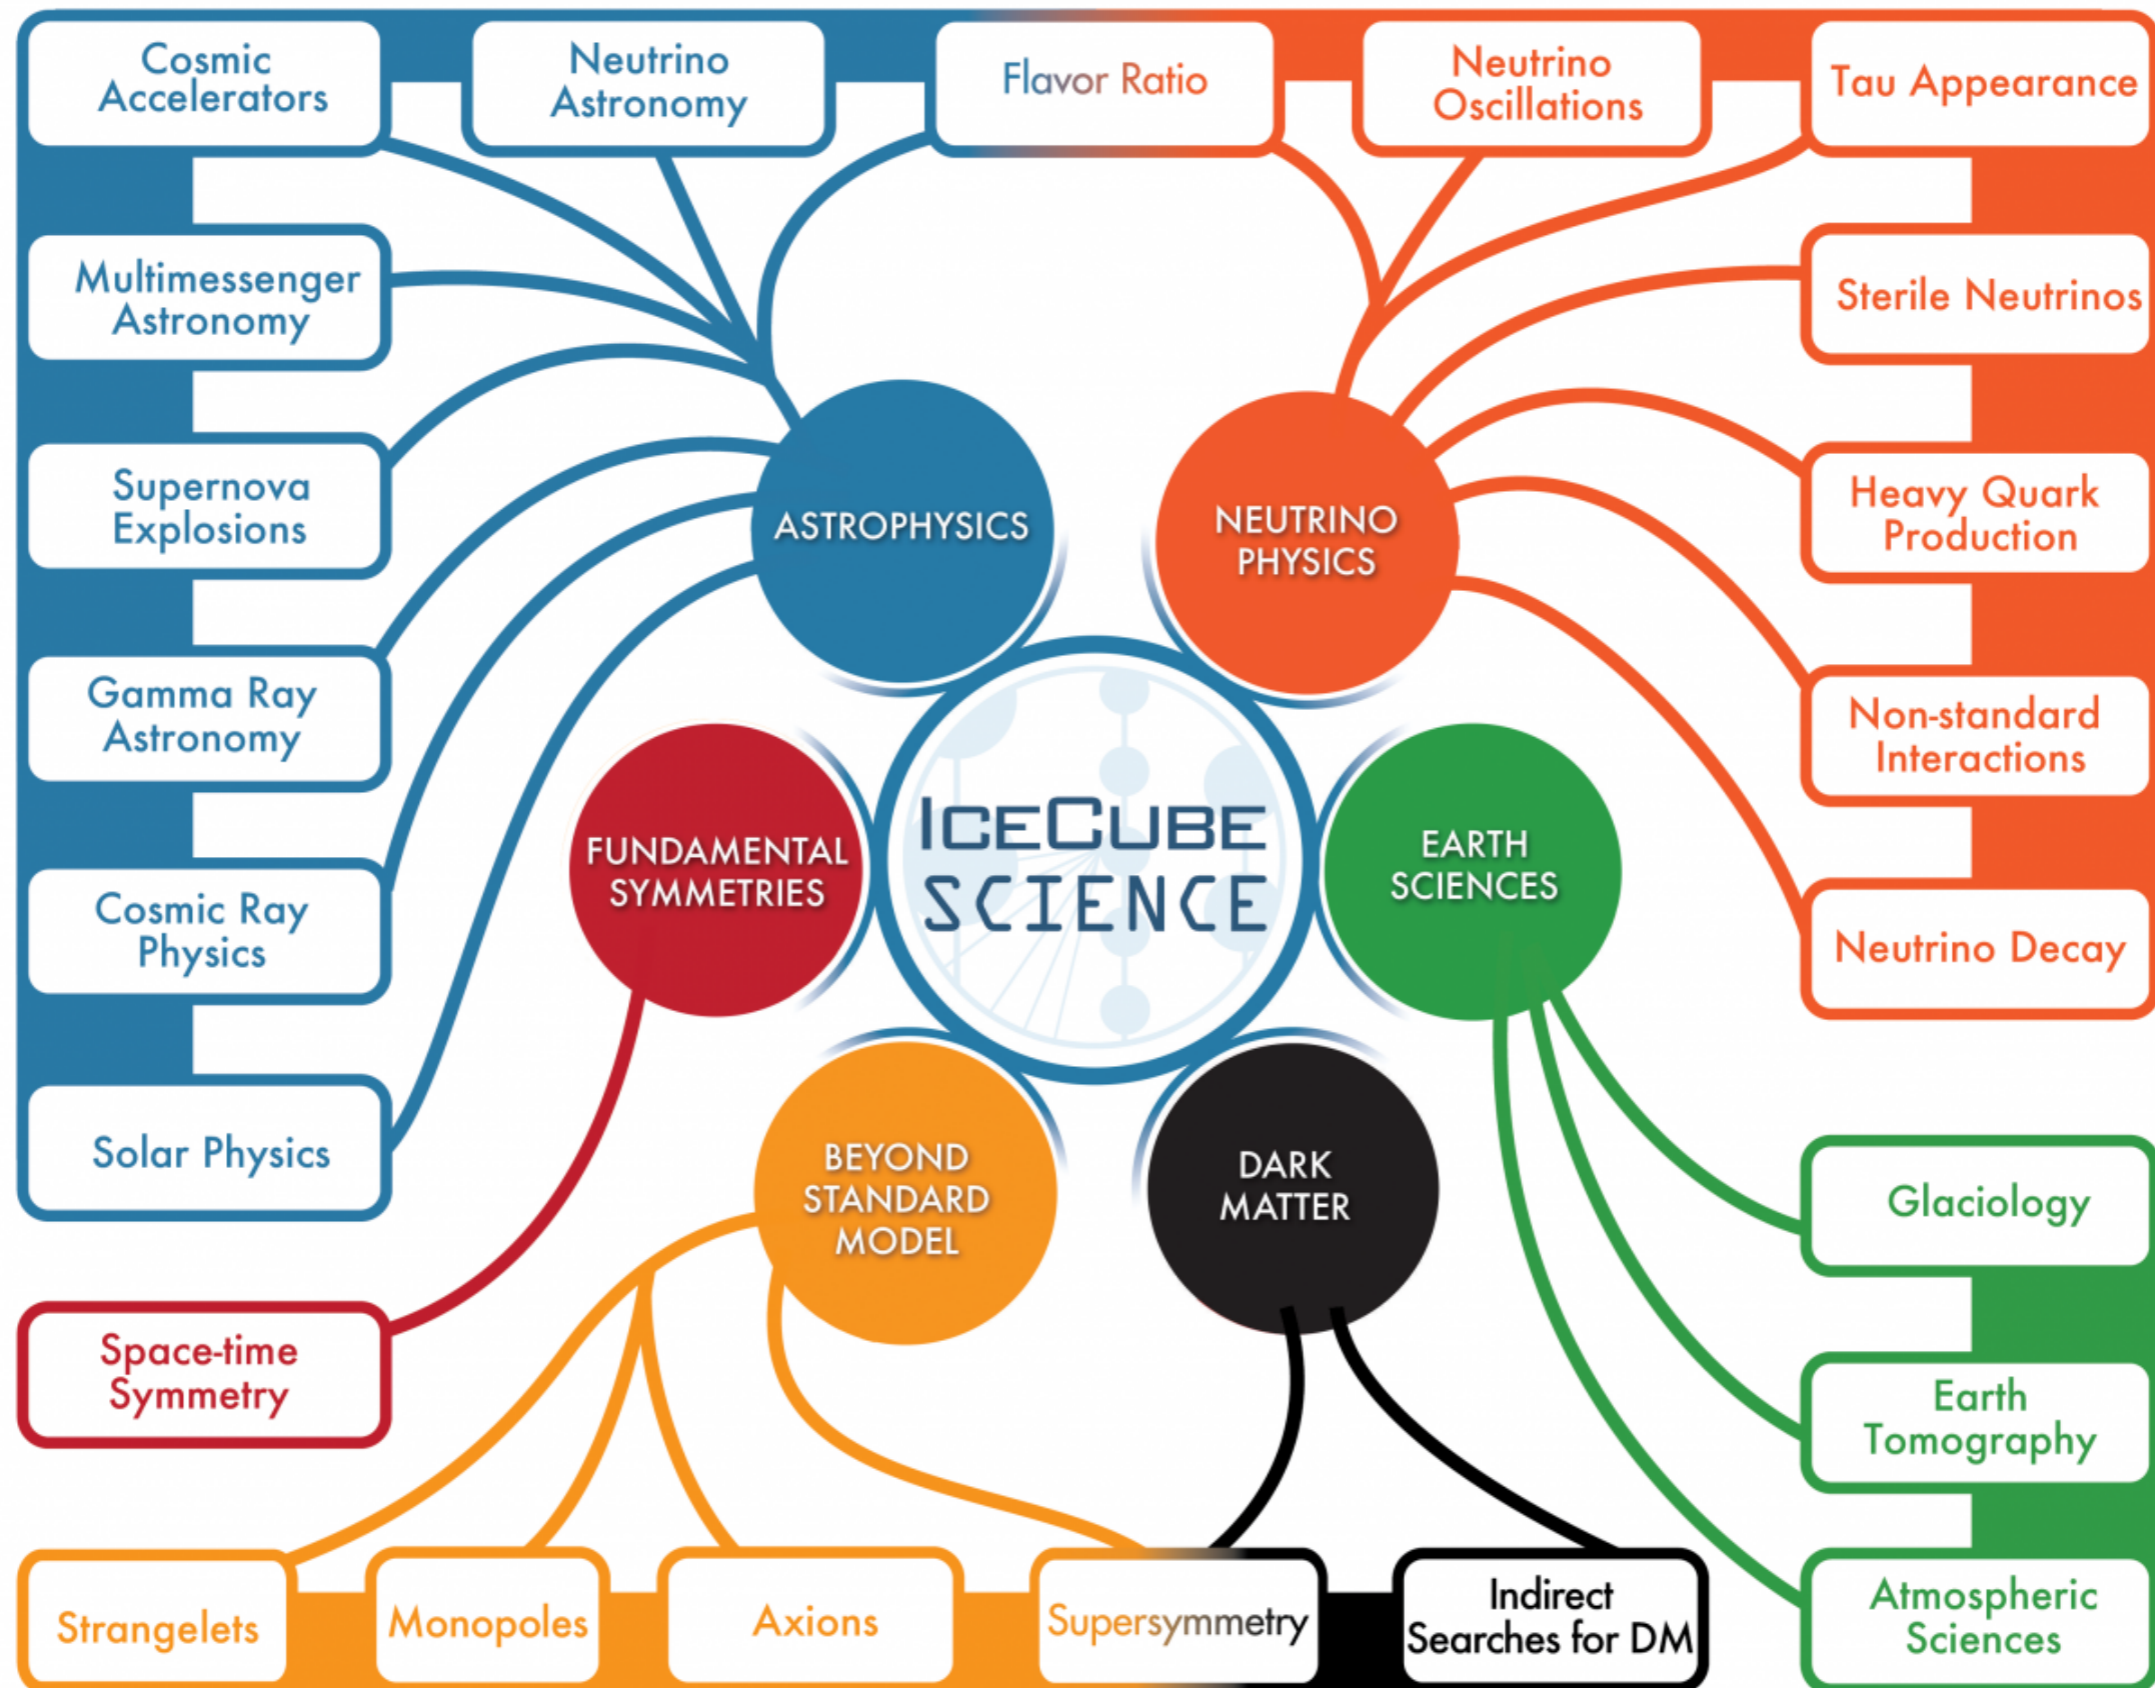 Cosmic
Accelerators
Neutrino
Astronomy
Flavor Ratio
Neutrino
Oscillations
Tau Appearance
Multimessenger
Astronomy
Sterile Neutrinos
Supernova
Explosions
ASTROPHYSICS
NEUTRINO
PHYSICS
Heavy Quark
Production
Gamma Ray
Astronomy
Non-standard
Interactions
FUNDAMENTAL
SYMMETRIES
ICECUBE
SCIENCE
EARTH
SCIENCES
Cosmic Ray
Physics
Neutrino Decay
Solar Physics
BEYOND
STANDARD
MODEL
DARK
MATTER
Glaciology
Space-time
Symmetry
Earth
Tomography
Strangelets
Monopoles
Axions
Supersymmetry
Indirect
Searches for DM
Atmospheric
Sciences